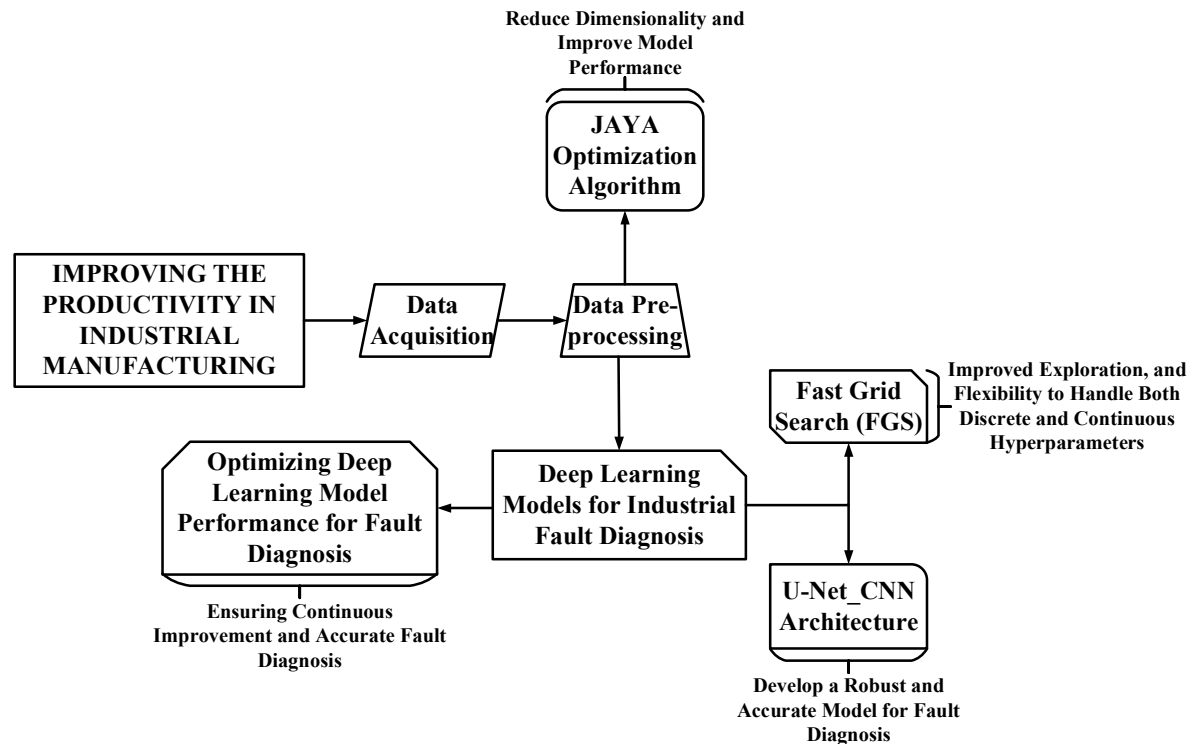 Reduce Dimensionality and
Improve Model
Performance
JAYA
Optimization
Algorithm
IMPROVING THE
PRODUCTIVITY IN
INDUSTRIAL
MANUFACTURING
Data
Acquisition
Data Pre-
processing
Fast Grid
Search (FGS)
Improved Exploration, and
Flexibility to Handle Both
Discrete and Continuous
Hyperparameters
Optimizing Deep
Learning Model
Performance for Fault
Diagnosis
Deep Learning
Models for Industrial
Fault Diagnosis
U-Net_CNN
Architecture
Ensuring Continuous
Improvement and Accurate Fault
Diagnosis
Develop a Robust and
Accurate Model for Fault
Diagnosis